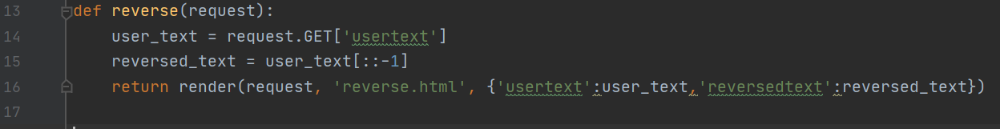 13 def reverse(request):
14     user_text = request.GET['usertext']
15     reversed_text = user_text[::-1]
16     return render(request, 'reverse.html', {'usertext':user_text,'reversedtext':reversed_text})
17